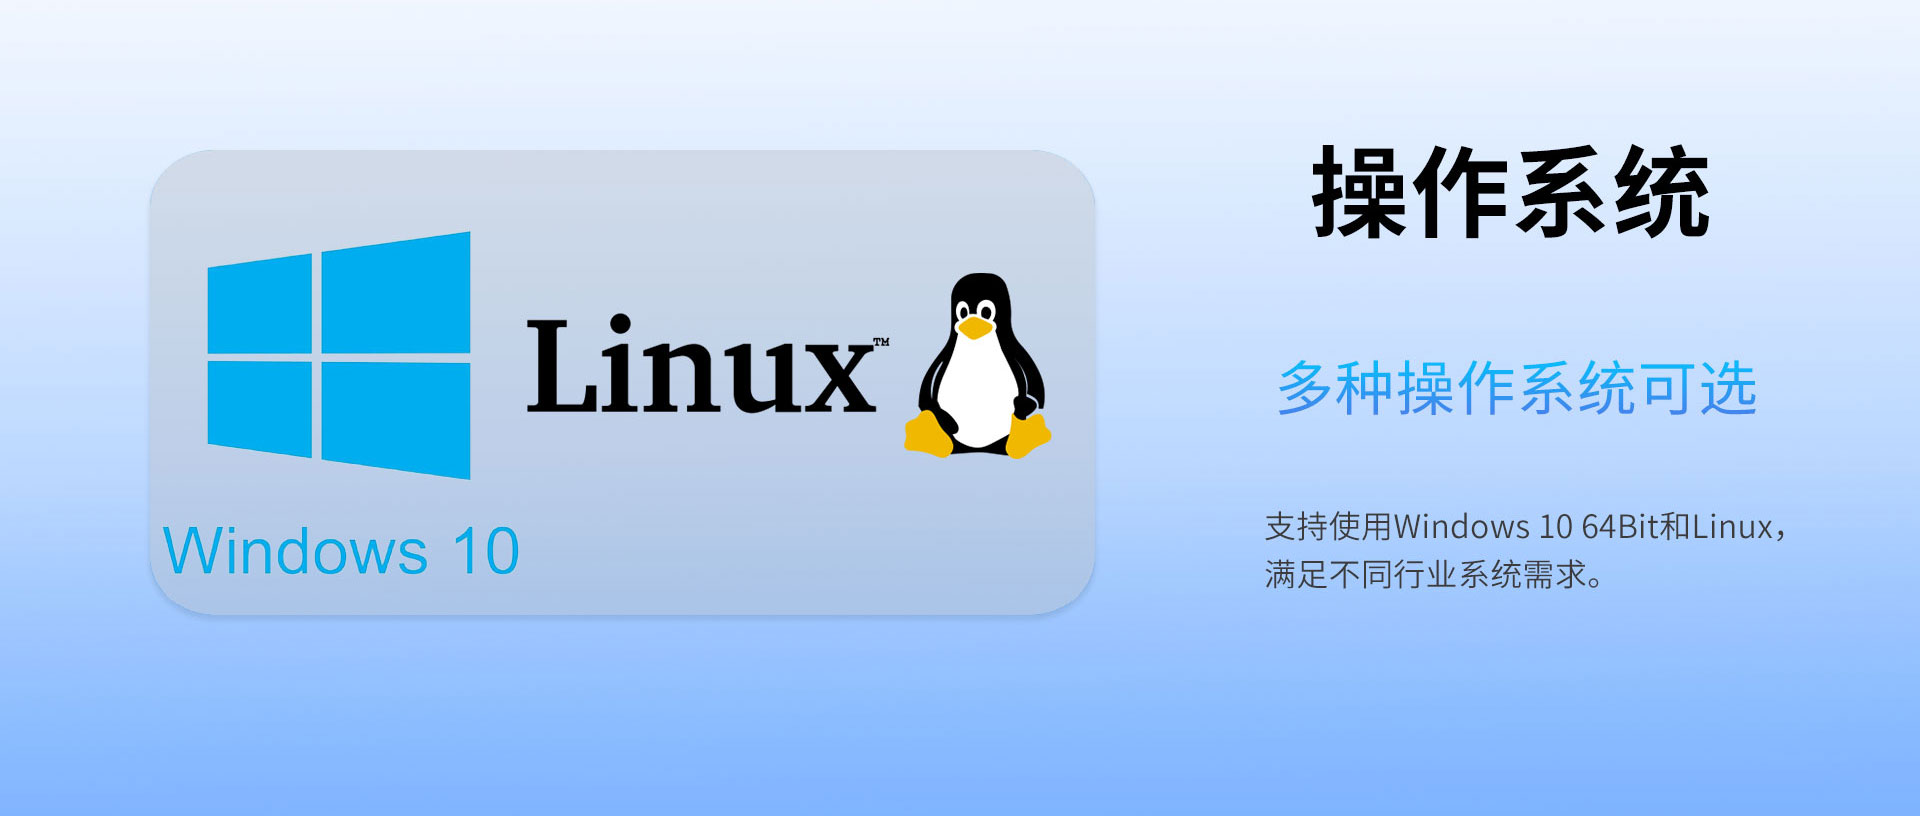 Windows 10
Linux™
操作系统
多种操作系统可选
支持使用Windows 10 64Bit和Linux，
满足不同行业系统需求。